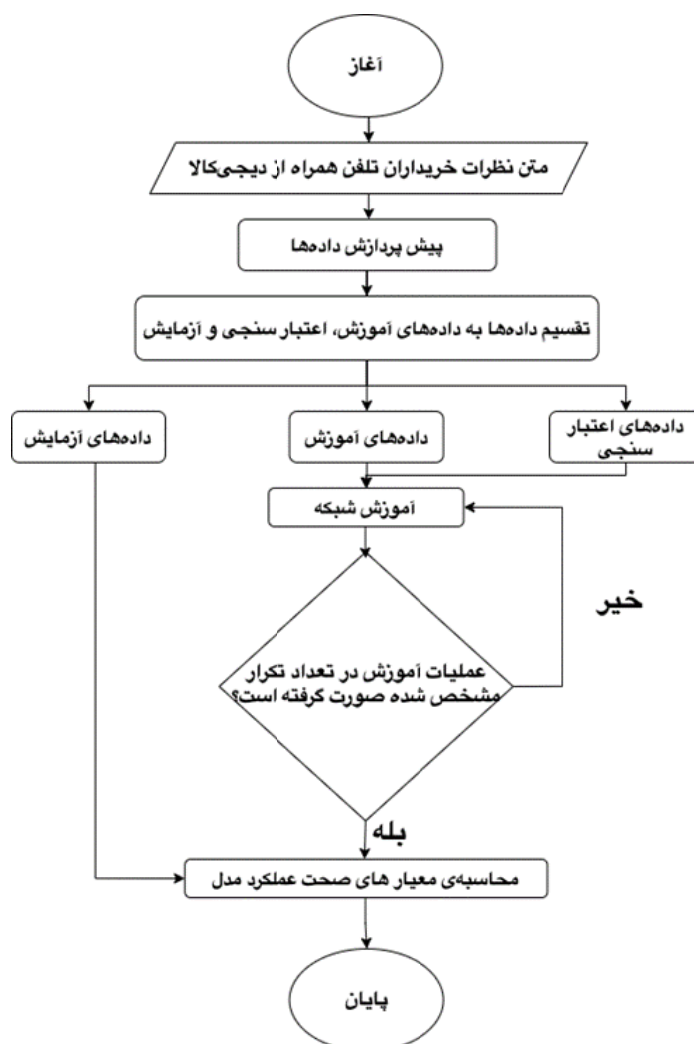 آغاز
متن نظرات خریداران تلفن همراه از دیجی‌کالا
پیش پردازش داده‌ها
تقسیم داده‌ها به داده‌های آموزش، اعتبار سنجی و آزمایش
داده‌های اعتبار
سنجی
داده‌های آموزش
داده‌های آزمایش
آموزش شبکه
خیر
عملیات آموزش در تعداد تکرار
مشخص شده صورت گرفته است؟
بله
محاسبه‌ی معیار های صحت عملکرد مدل
پایان